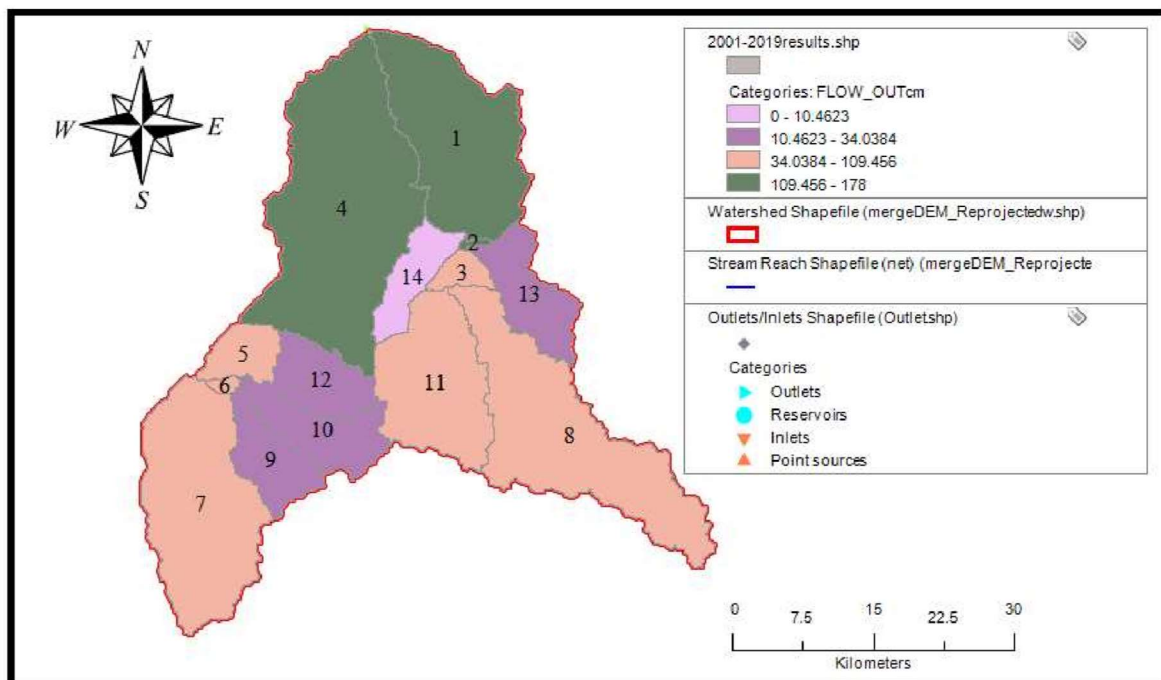 N
W E
S
1
4
2
14
3
13
5
12
6
11
10
8
9
7
2001-2019results.shp
Categories: FLOW_OUTcm
0 - 10.4623
10.4623 - 34.0384
34.0384 - 109.456
109.456 - 178
Watershed Shapefile (mergeDEM_Reprojectedw.shp)
Stream Reach Shapefile (net) (mergeDEM_Reprojecte
Outlets/Inlets Shapefile (Outlet.shp)
Categories
Outlets
Reservoirs
Inlets
Point sources
0 7.5 15 22.5 30
Kilometers